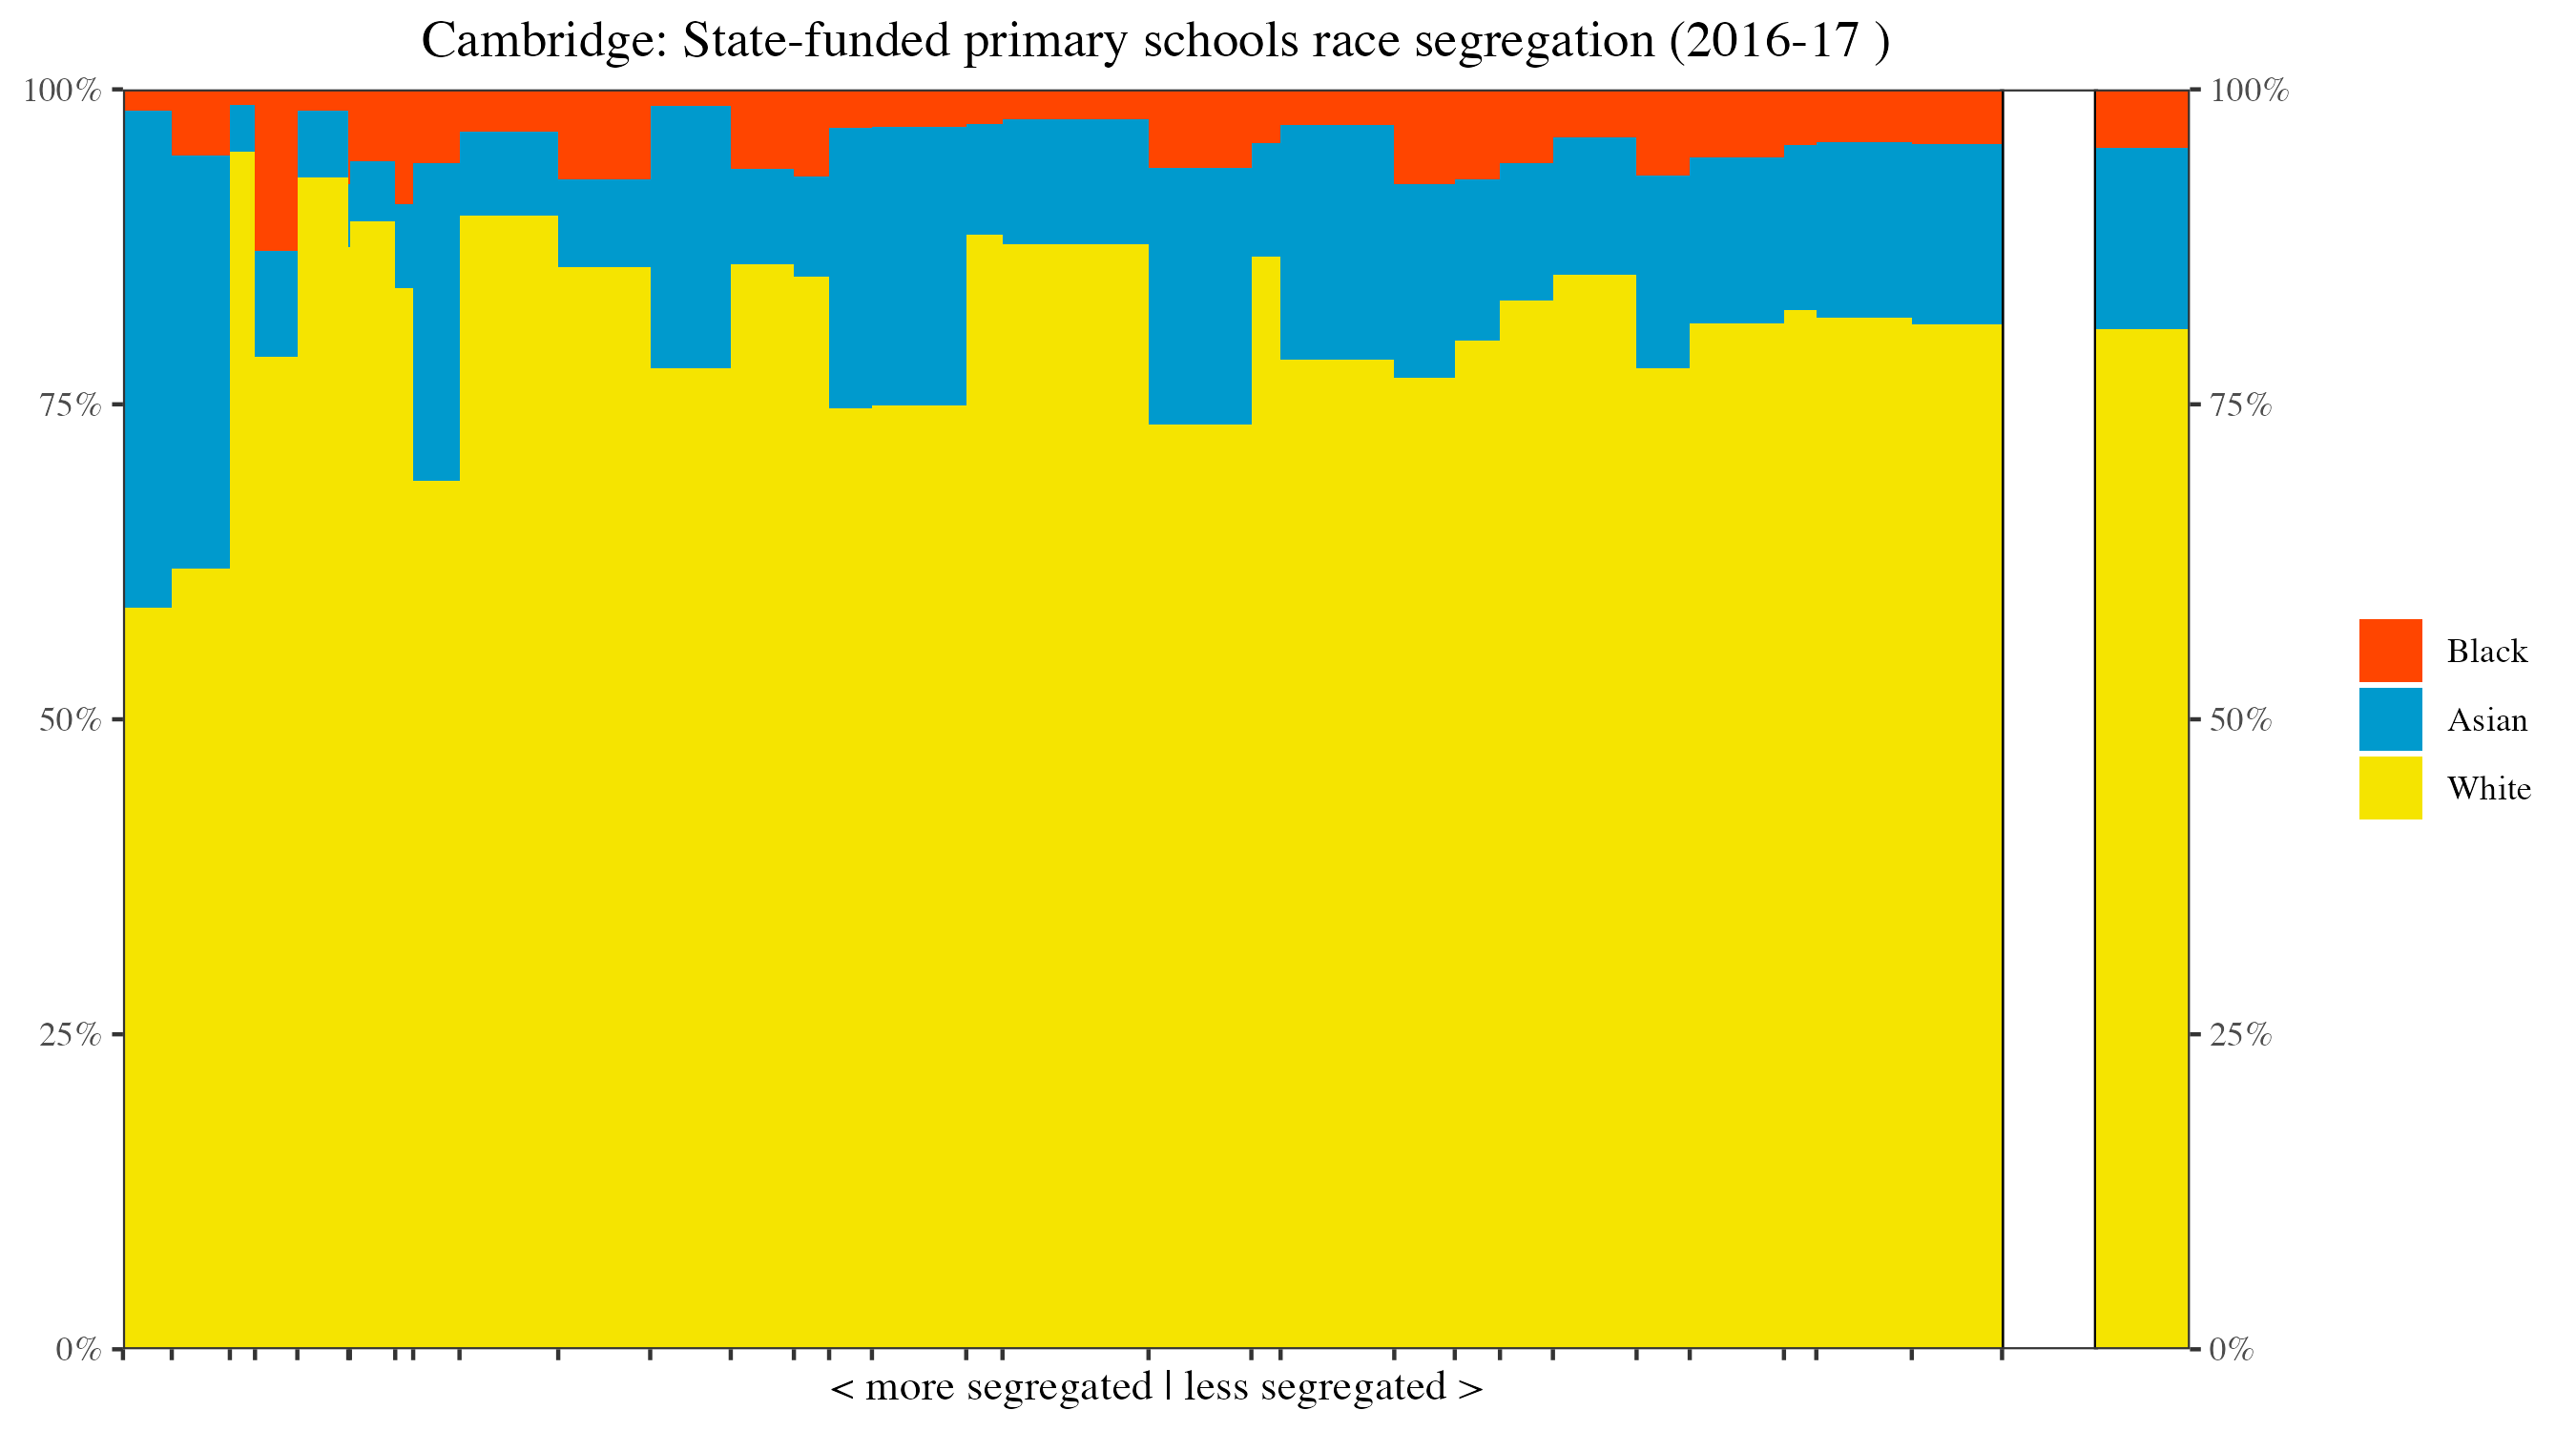 Cambridge: State-funded primary schools race segregation (2016-17 )
100%
75%
50%
25%
0%
100%
75%
50%
25%
0%
Black
Asian
White
< more segregated | less segregated >